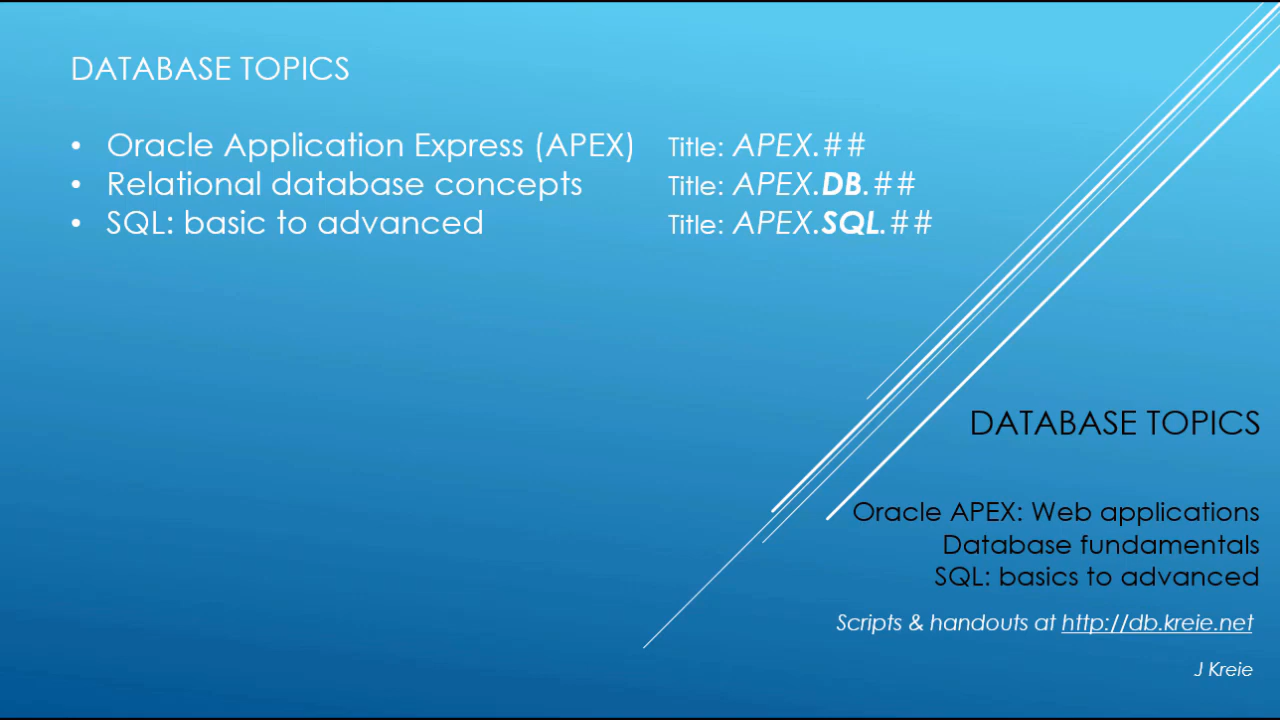 DATABASE TOPICS
• Oracle Application Express (APEX) Title: APEX.##
• Relational database concepts Title: APEX.DB.##
• SQL: basic to advanced Title: APEX.SQL.##
DATABASE TOPICS
Oracle APEX: Web applications
Database fundamentals
SQL: basics to advanced
Scripts & handouts at http://db.kreie.net
J Kreie